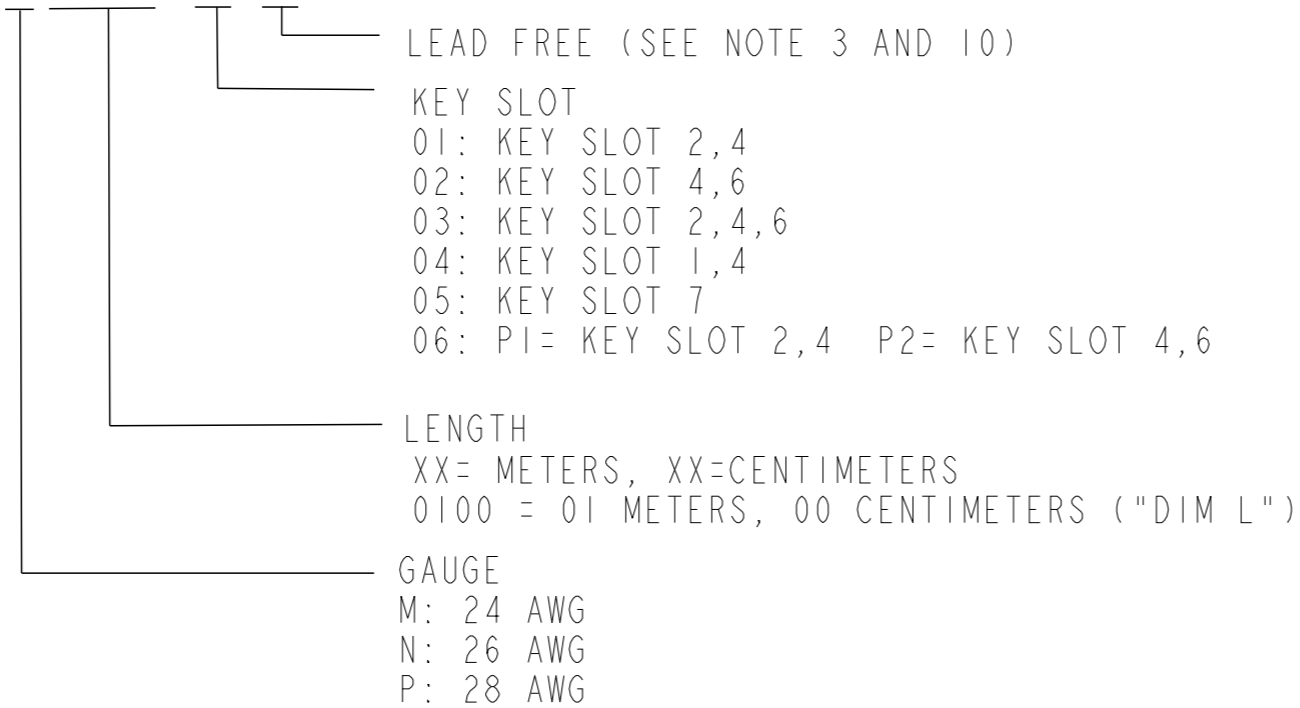 LEAD FREE (SEE NOTE 3 AND 10)
KEY SLOT
01: KEY SLOT 2,4
02: KEY SLOT 4,6
03: KEY SLOT 2,4,6
04: KEY SLOT 1,4
05: KEY SLOT 7
06: P1= KEY SLOT 2,4 P2= KEY SLOT 4,6
LENGTH
XX= METERS, XX=CENTIMETERS
0100 = 01 METERS, 00 CENTIMETERS ("DIM L")
GAUGE
M: 24 AWG
N: 26 AWG
P: 28 AWG